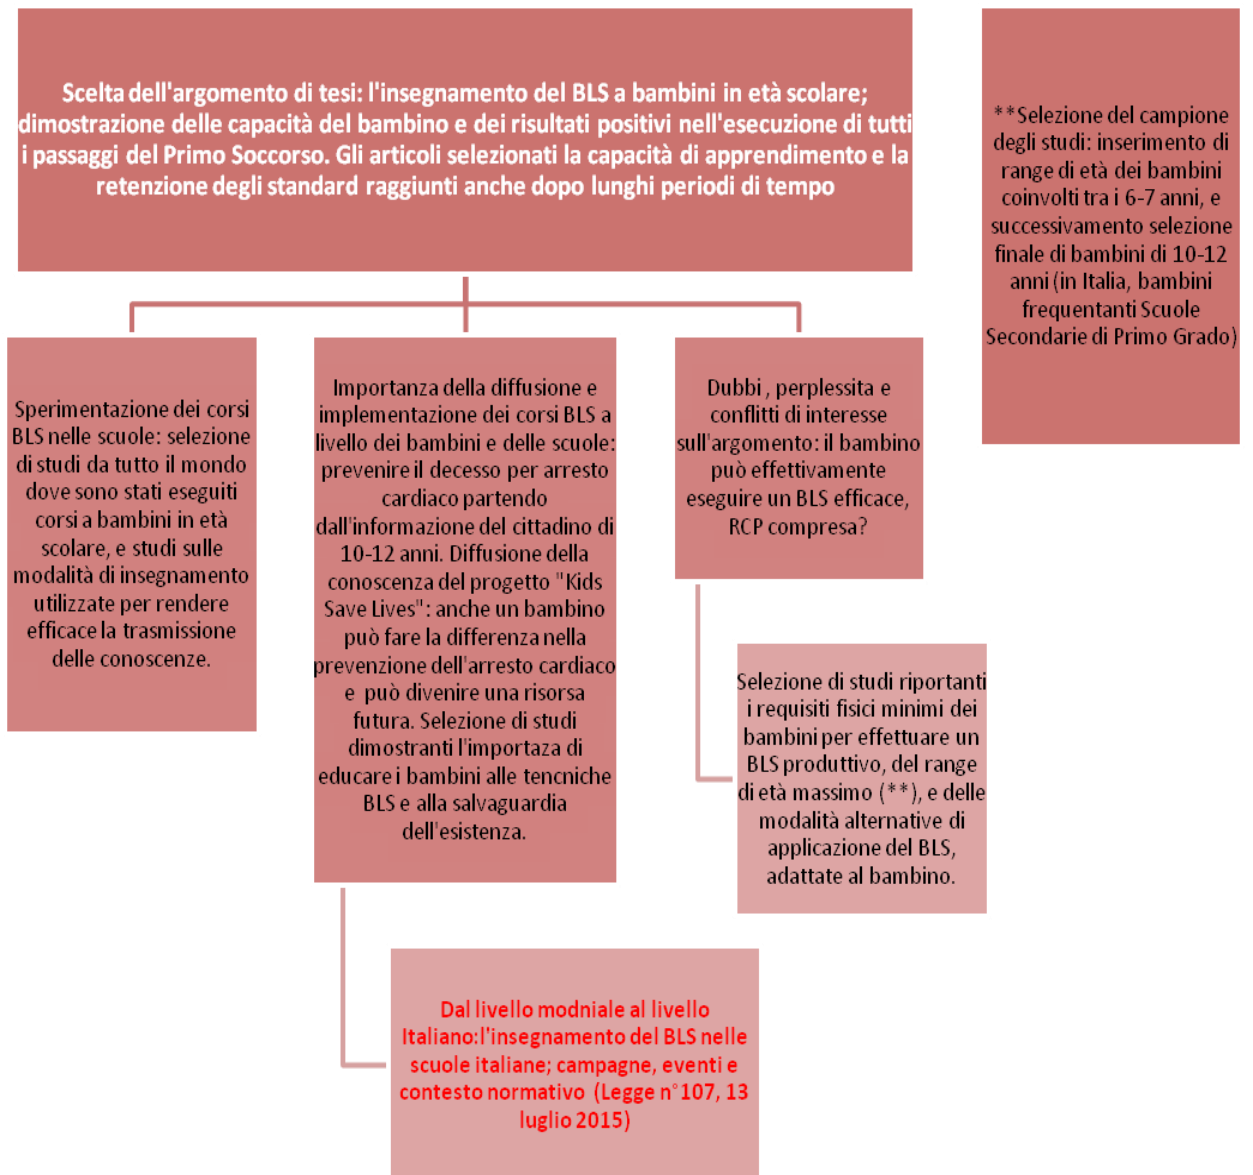 Scelta dell'argomento di tesi: l'insegnamento del BLS a bambini in età scolare;
dimostrazione delle capacità del bambino e dei risultati positivi nell'esecuzione di tutti
i passaggi del Primo Soccorso. Gli articoli selezionati la capacità di apprendimento e la
retenzione degli standard raggiunti anche dopo lunghi periodi di tempo
**Selezione del campione
degli studi: inserimento di
range di età dei bambini
coinvolti tra i 6-7 anni, e
successivamento selezione
finale di bambini di 10-12
anni (in Italia, bambini
frequentanti Scuole
Secondarie di Primo Grado)
Sperimentazione dei corsi
BLS nelle scuole: selezione
di studi da tutto il mondo
dove sono stati eseguiti
corsi a bambini in età
scolare, e studi sulle
modalità di insegnamento
utilizzate per rendere
efficace la trasmissione
delle conoscenze.
Importanza della diffusione e
implementazione dei corsi BLS a
livello dei bambini e delle scuole:
prevenire il decesso per arresto
cardiaco partendo
dall'informazione del cittadino di
10-12 anni. Diffusione della
conoscenza del progetto "Kids
Save Lives": anche un bambino
può fare la differenza nella
prevenzione dell'arresto cardiaco
e può divenire una risorsa
futura. Selezione di studi
dimostranti l'importaza di
educare i bambini alle tencniche
BLS e alla salvaguardia
dell'esistenza.
Dubbi , perplessita e
conflitti di interesse
sull'argomento: il bambino
può effettivamente
eseguire un BLS efficace,
RCP compresa?
Selezione di studi riportanti
i requisiti fisici minimi dei
bambini per effettuare un
BLS produttivo, del range
di età massimo (**), e delle
modalità alternative di
applicazione del BLS,
adattate al bambino.
Dal livello modniale al livello
Italiano:l'insegnamento del BLS nelle
scuole italiane; campagne, eventi e
contesto normativo (Legge n°107, 13
luglio 2015)